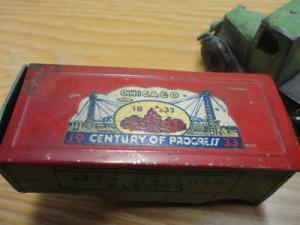 CHICAGO
18 33
19 CENTURY OF PROGRESS 33